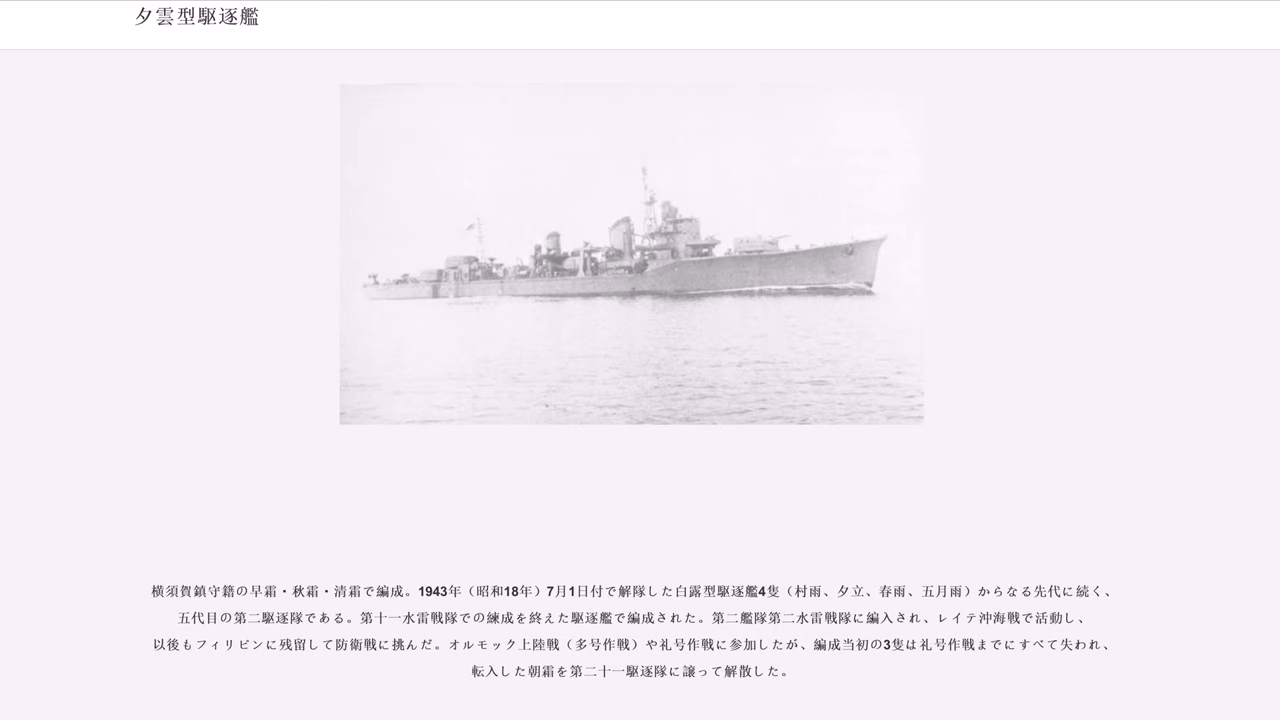 夕雲型駆逐艦
横須賀鎮守籍の早霜・秋霜・清霜で編成。1943年（昭和18年）7月1日付で解隊した白露型駆逐艦4隻（村雨、夕立、春雨、五月雨）からなる先代に続く、
五代目の第二駆逐隊である。第十一水雷戦隊での練成を終えた駆逐艦で編成された。第二艦隊第二水雷戦隊に編入され、レイテ沖海戦で活動し、
以後もフィリピンに残留して防衛戦に挑んだ。オルモック上陸戦（多号作戦）や礼号作戦に参加したが、編成当初の3隻は礼号作戦までにすべて失われ、
転入した朝霜を第二十一駆逐隊に譲って解散した。